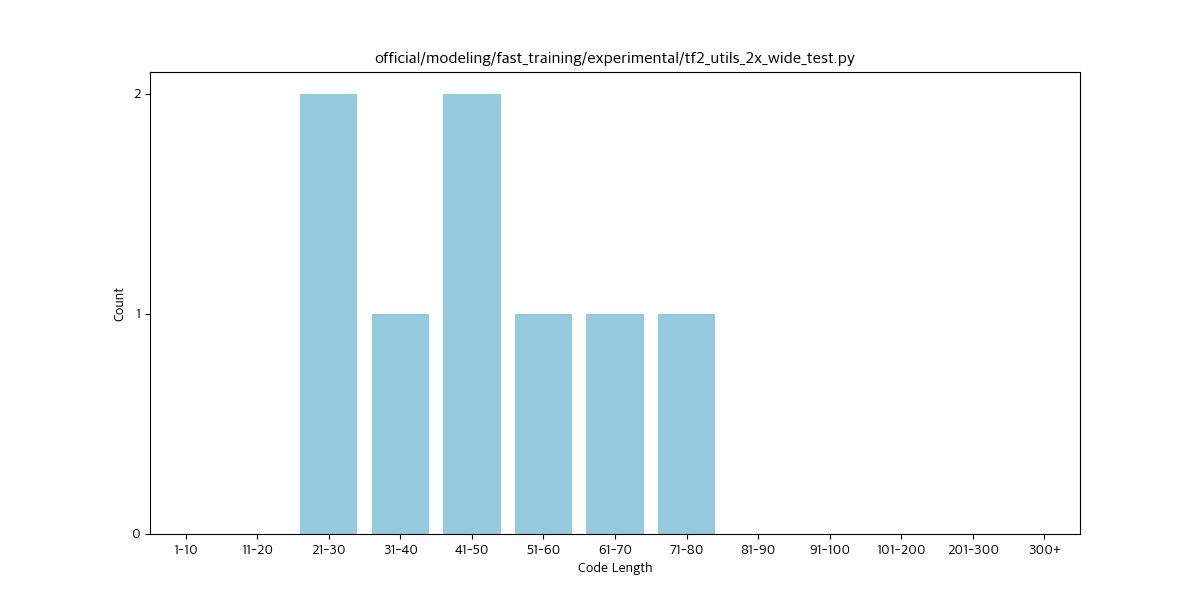 official/modeling/fast_training/experimental/tf2_utils_2x_wide_test.py
2
1
0
Count
1-10 11-20 21-30 31-40 41-50 51-60 61-70 71-80 81-90 91-100 101-200 201-300 300+
Code Length